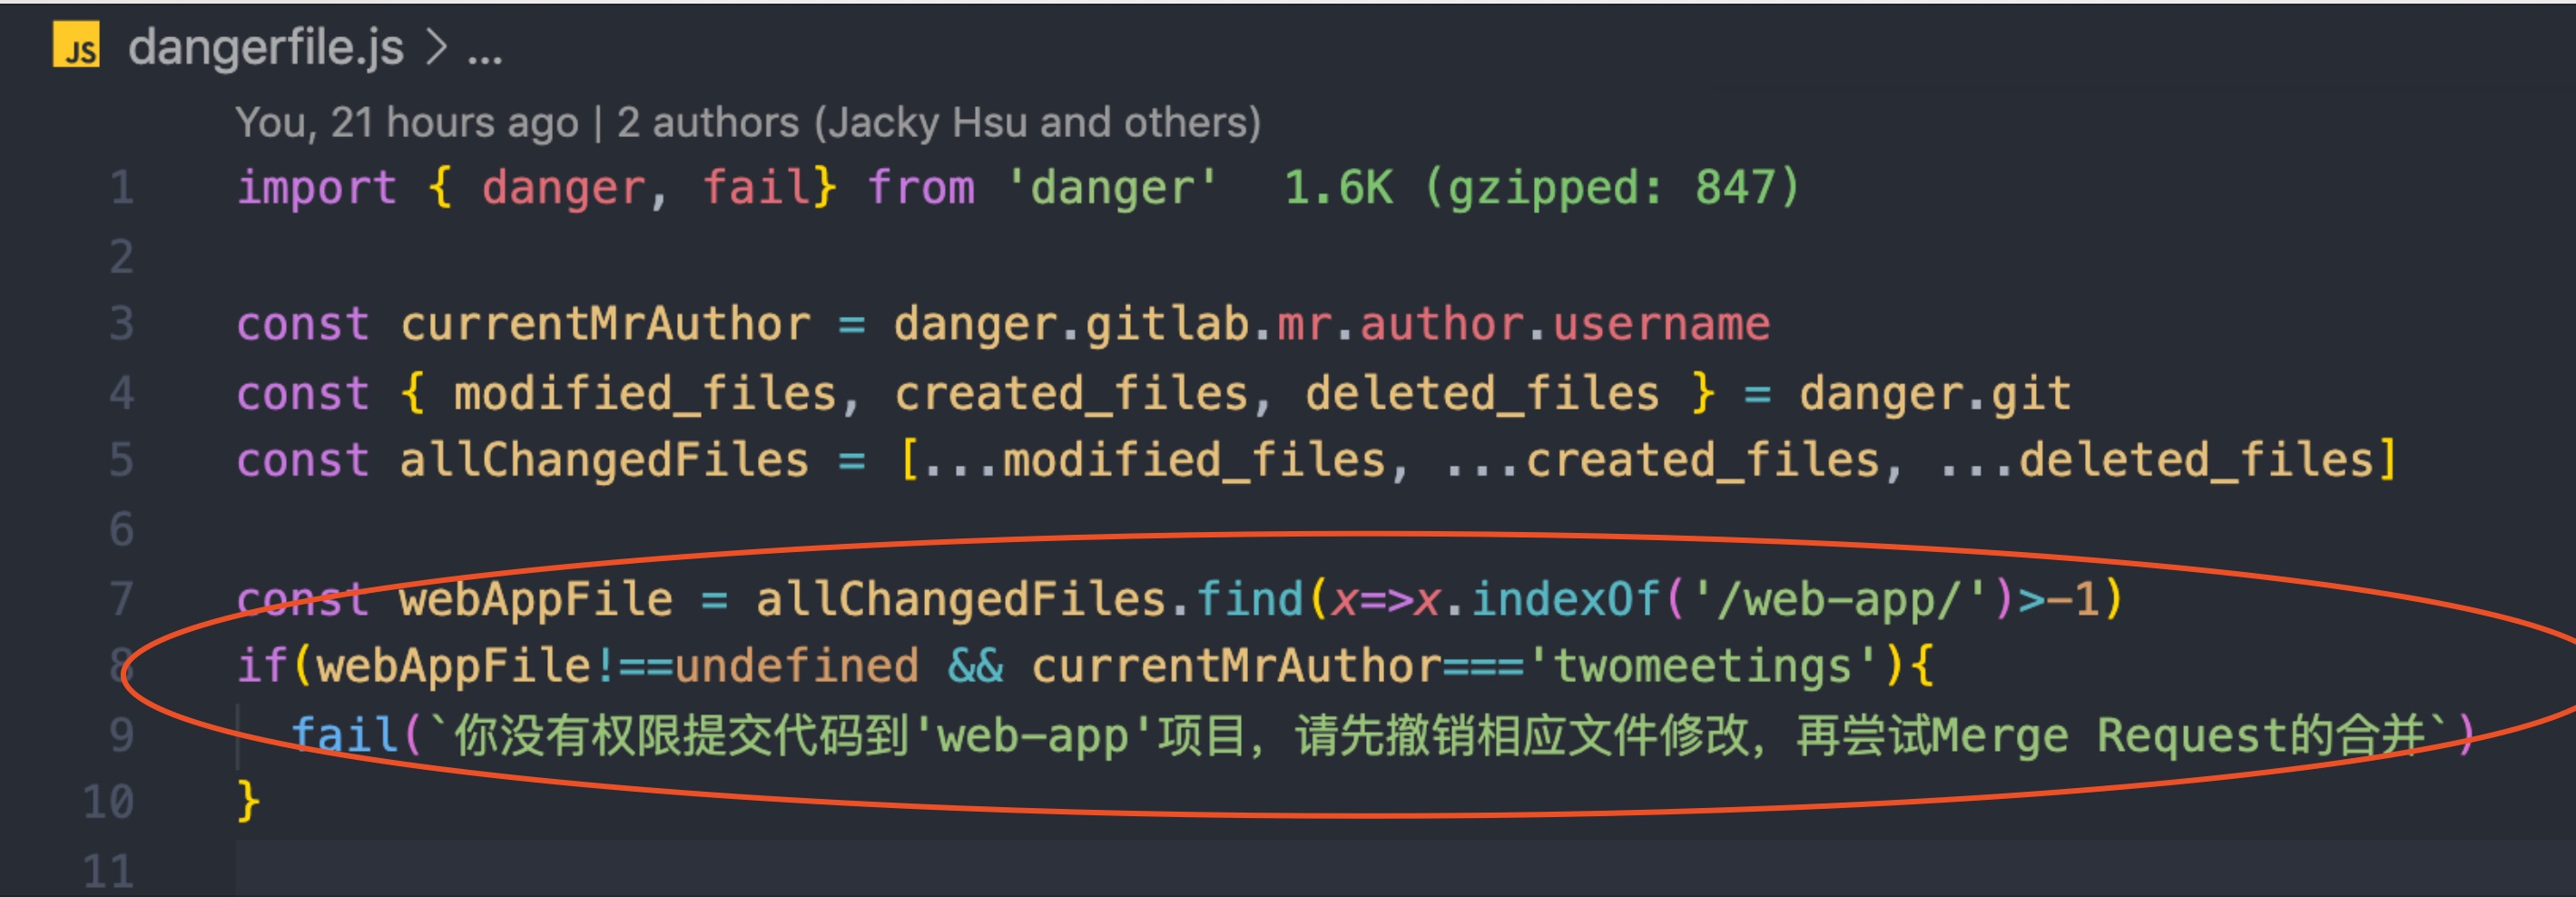 JS dangerfile.js > ...
You, 21 hours ago | 2 authors (Jacky Hsu and others)
1 import { danger, fail} from 'danger' 1.6K (gzipped: 847)
2
3 const currentMrAuthor = danger.gitlab.mr.author.username
4 const { modified_files, created_files, deleted_files } = danger.git
5 const allChangedFiles = [...modified_files, ...created_files, ...deleted_files]
6
7 const webAppFile = allChangedFiles.find(x=>x.indexOf('/web-app/')>-1)
8 if(webAppFile!==undefined && currentMrAuthor==='twomeetings'){
9 fail(`你没有权限提交代码到'web-app'项目，请先撤销相应文件修改，再尝试Merge Request的合并`)
10 }
11